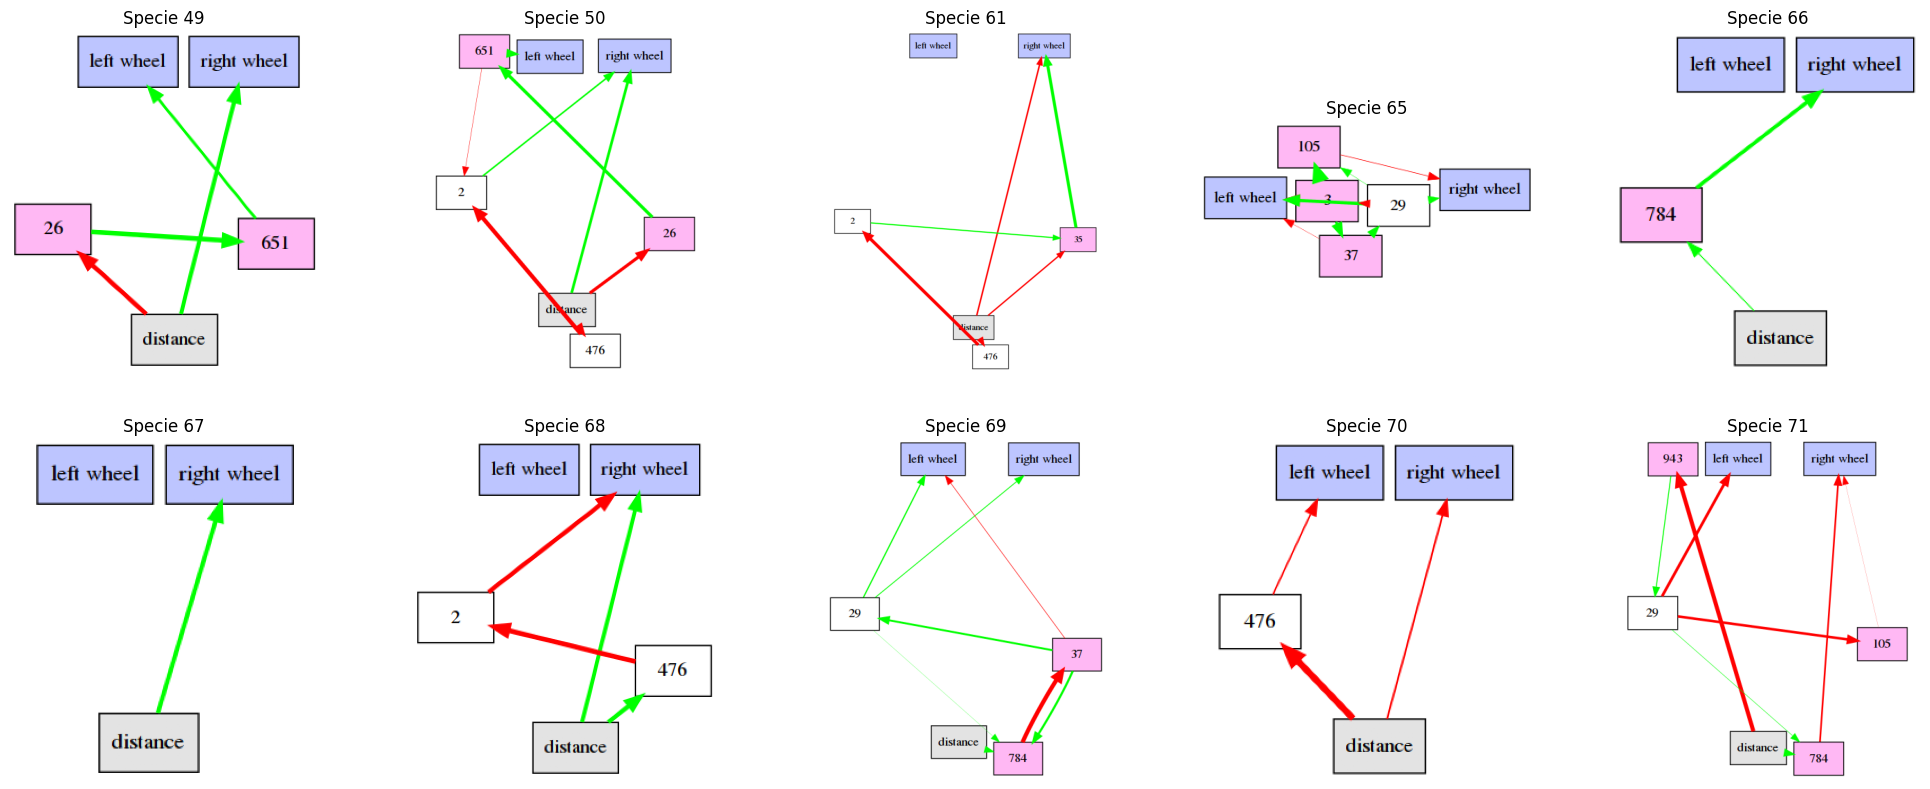 Specie 49
left wheel
right wheel
26
651
distance
Specie 50
651
left wheel
right wheel
2
26
distance
476
Specie 61
left wheel
right wheel
2
35
distance
476
Specie 65
105
left wheel
3
29
right wheel
37
Specie 66
left wheel
right wheel
784
distance
Specie 67
left wheel
right wheel
distance
Specie 68
left wheel
right wheel
2
476
distance
Specie 69
left wheel
right wheel
29
37
distance
784
Specie 70
left wheel
right wheel
476
distance
Specie 71
943
left wheel
right wheel
29
105
distance
784